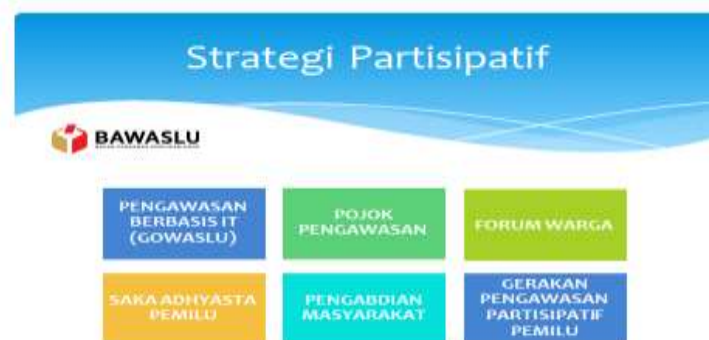 Strategi Partisipatif
BAWASLU
PENGAWASAN
BERBASIS IT
(GOWASLU)
POJOK
PENGAWASAN
FORUM WARGA
SAKA ADHYASTA
PEMILU
PENGABDIAN
MASYARAKAT
GERAKAN
PENGAWASAN
PARTISIPATIF
PEMILU